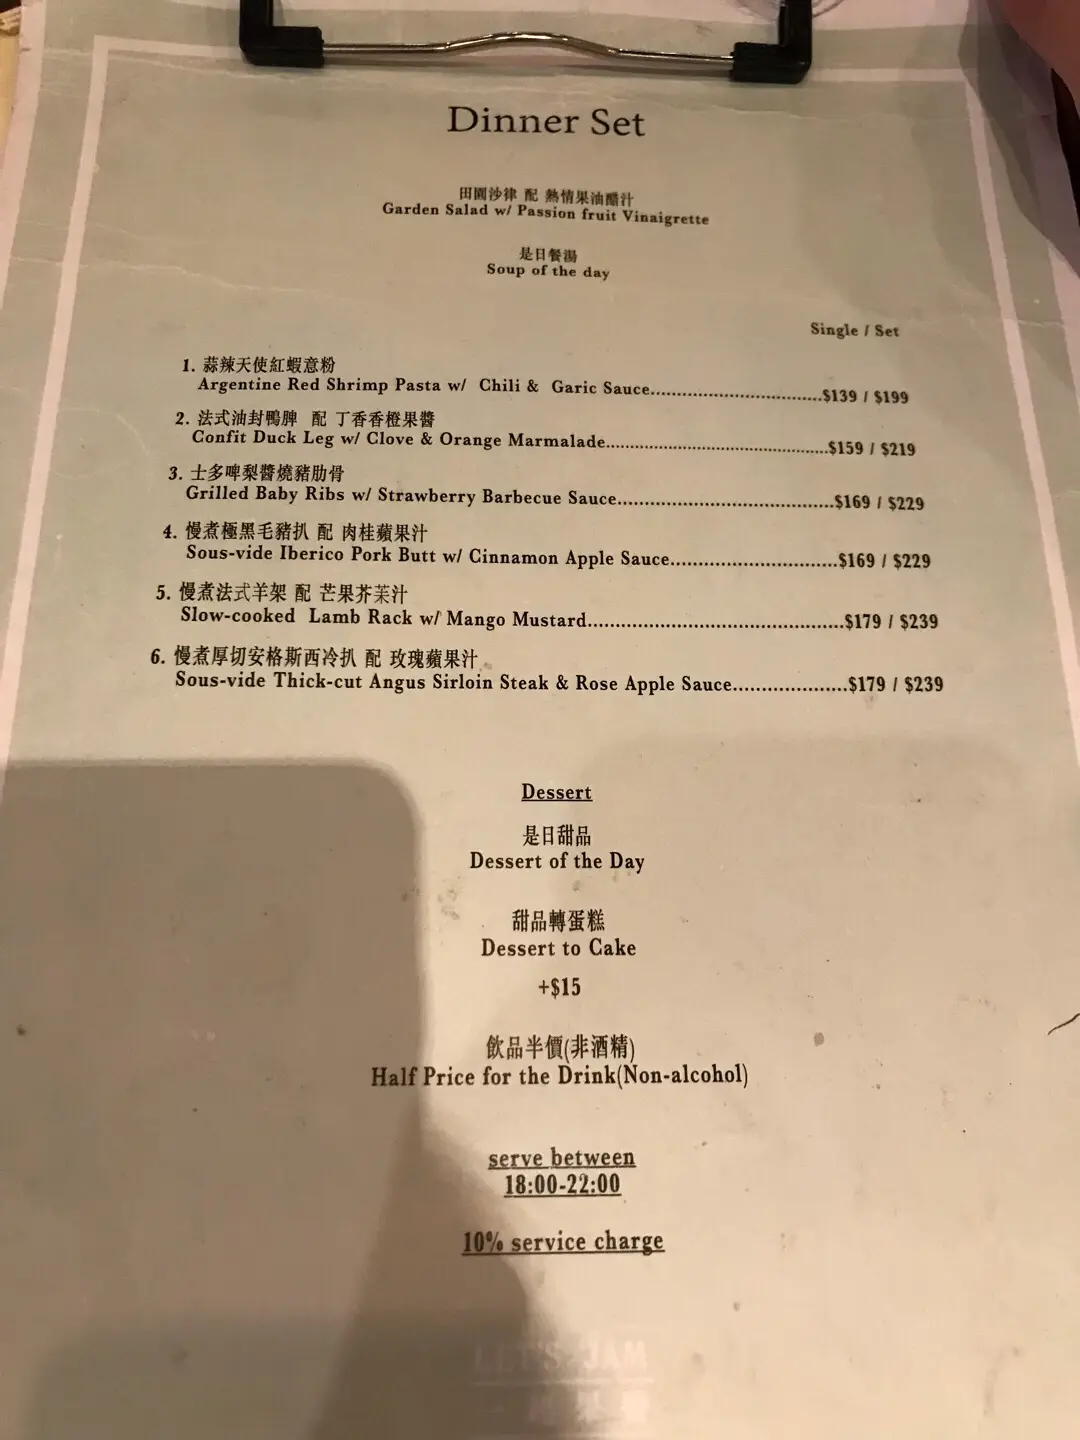 Dinner Set
田園沙律 配 熱情果油醋汁
Garden Salad w/ Passion fruit Vinaigrette
是日餐湯
Soup of the day
Single / Set
1. 蒜辣天使紅蝦意粉
Argentine Red Shrimp Pasta w/ Chili & Garic Sauce....................................$139 / $199
2. 法式油封鴨脾 配 丁香香橙果醬
Confit Duck Leg w/ Clove & Orange Marmalade..............................................$159 / $219
3. 士多啤梨醬燒豬肋骨
Grilled Baby Ribs w/ Strawberry Barbecue Sauce.............................................$169 / $229
4. 慢煮極黑毛豬扒 配 肉桂蘋果汁
Sous-vide Iberico Pork Butt w/ Cinnamon Apple Sauce..................................$169 / $229
5. 慢煮法式羊架 配 芒果芥茉汁
Slow-cooked Lamb Rack w/ Mango Mustard.............................................$179 / $239
6. 慢煮厚切安格斯西冷扒 配 玫瑰蘋果汁
Sous-vide Thick-cut Angus Sirloin Steak & Rose Apple Sauce....................$179 / $239
Dessert
是日甜品
Dessert of the Day
甜品轉蛋糕
Dessert to Cake
+$15
飲品半價(非酒精)
Half Price for the Drink(Non-alcohol)
serve between
18:00-22:00
10% service charge
LET'S JAM